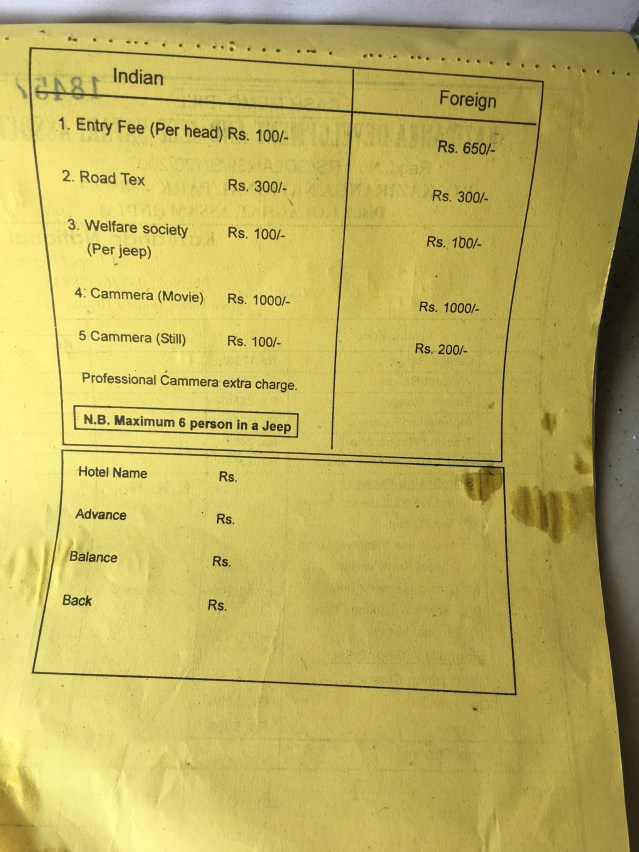 Indian Foreign
1. Entry Fee (Per head) Rs. 100/- Rs. 650/-
2. Road Tex Rs. 300/- Rs. 300/-
3. Welfare society Rs. 100/- Rs. 100/-
(Per jeep)
4: Cammera (Movie) Rs. 1000/- Rs. 1000/-
5 Cammera (Still) Rs. 100/- Rs. 200/-
Professional Cammera extra charge.
N.B. Maximum 6 person in a Jeep
Hotel Name Rs.
Advance Rs.
Balance Rs.
Back Rs.